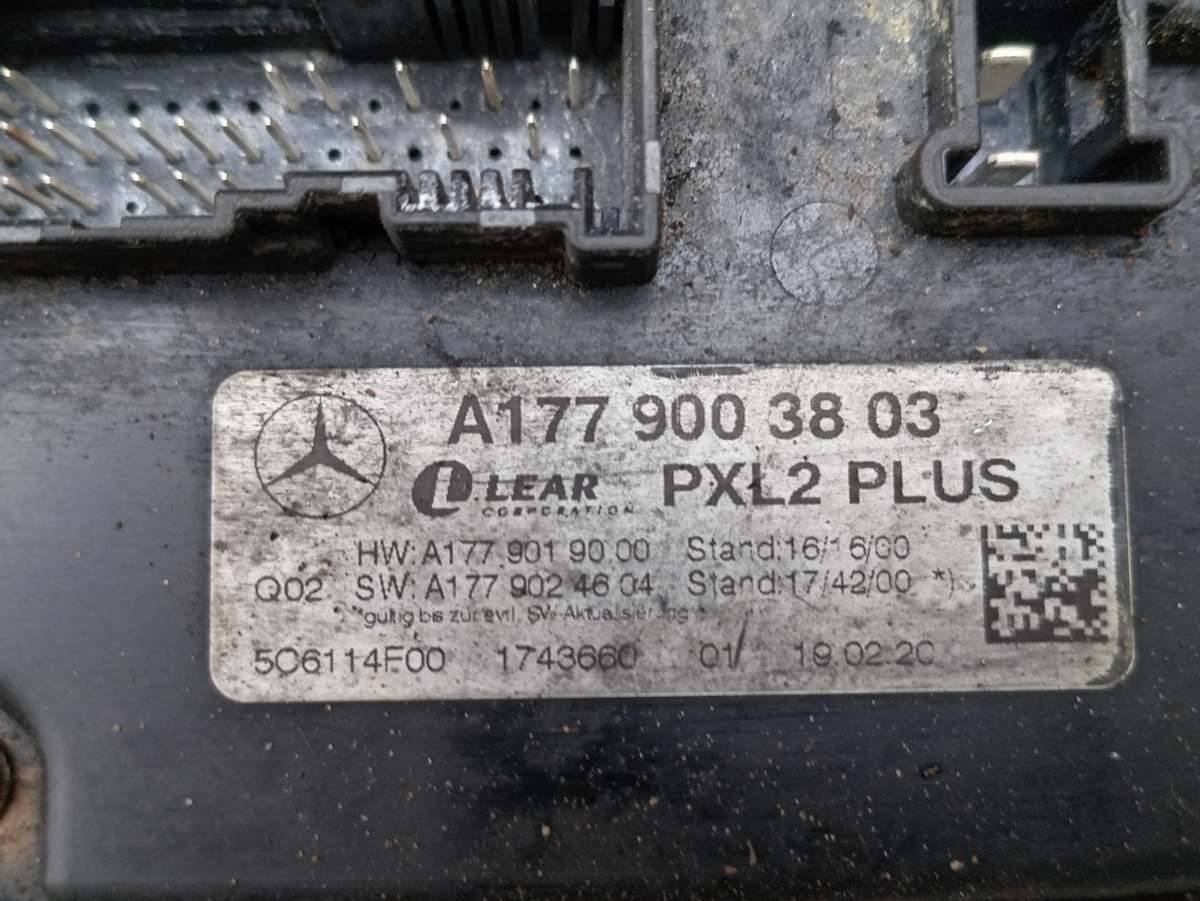 A177 900 38 03
LEAR CORPORATION PXL2 PLUS
HW: A177 901 90 00 Stand:16/16/00
Q02 SW: A177 902 46 04 Stand:17/42/00 *)
*)gültig bis zur evtl. SW-Aktualisierung
5C6114F00 1743660 01/ 19.02.20